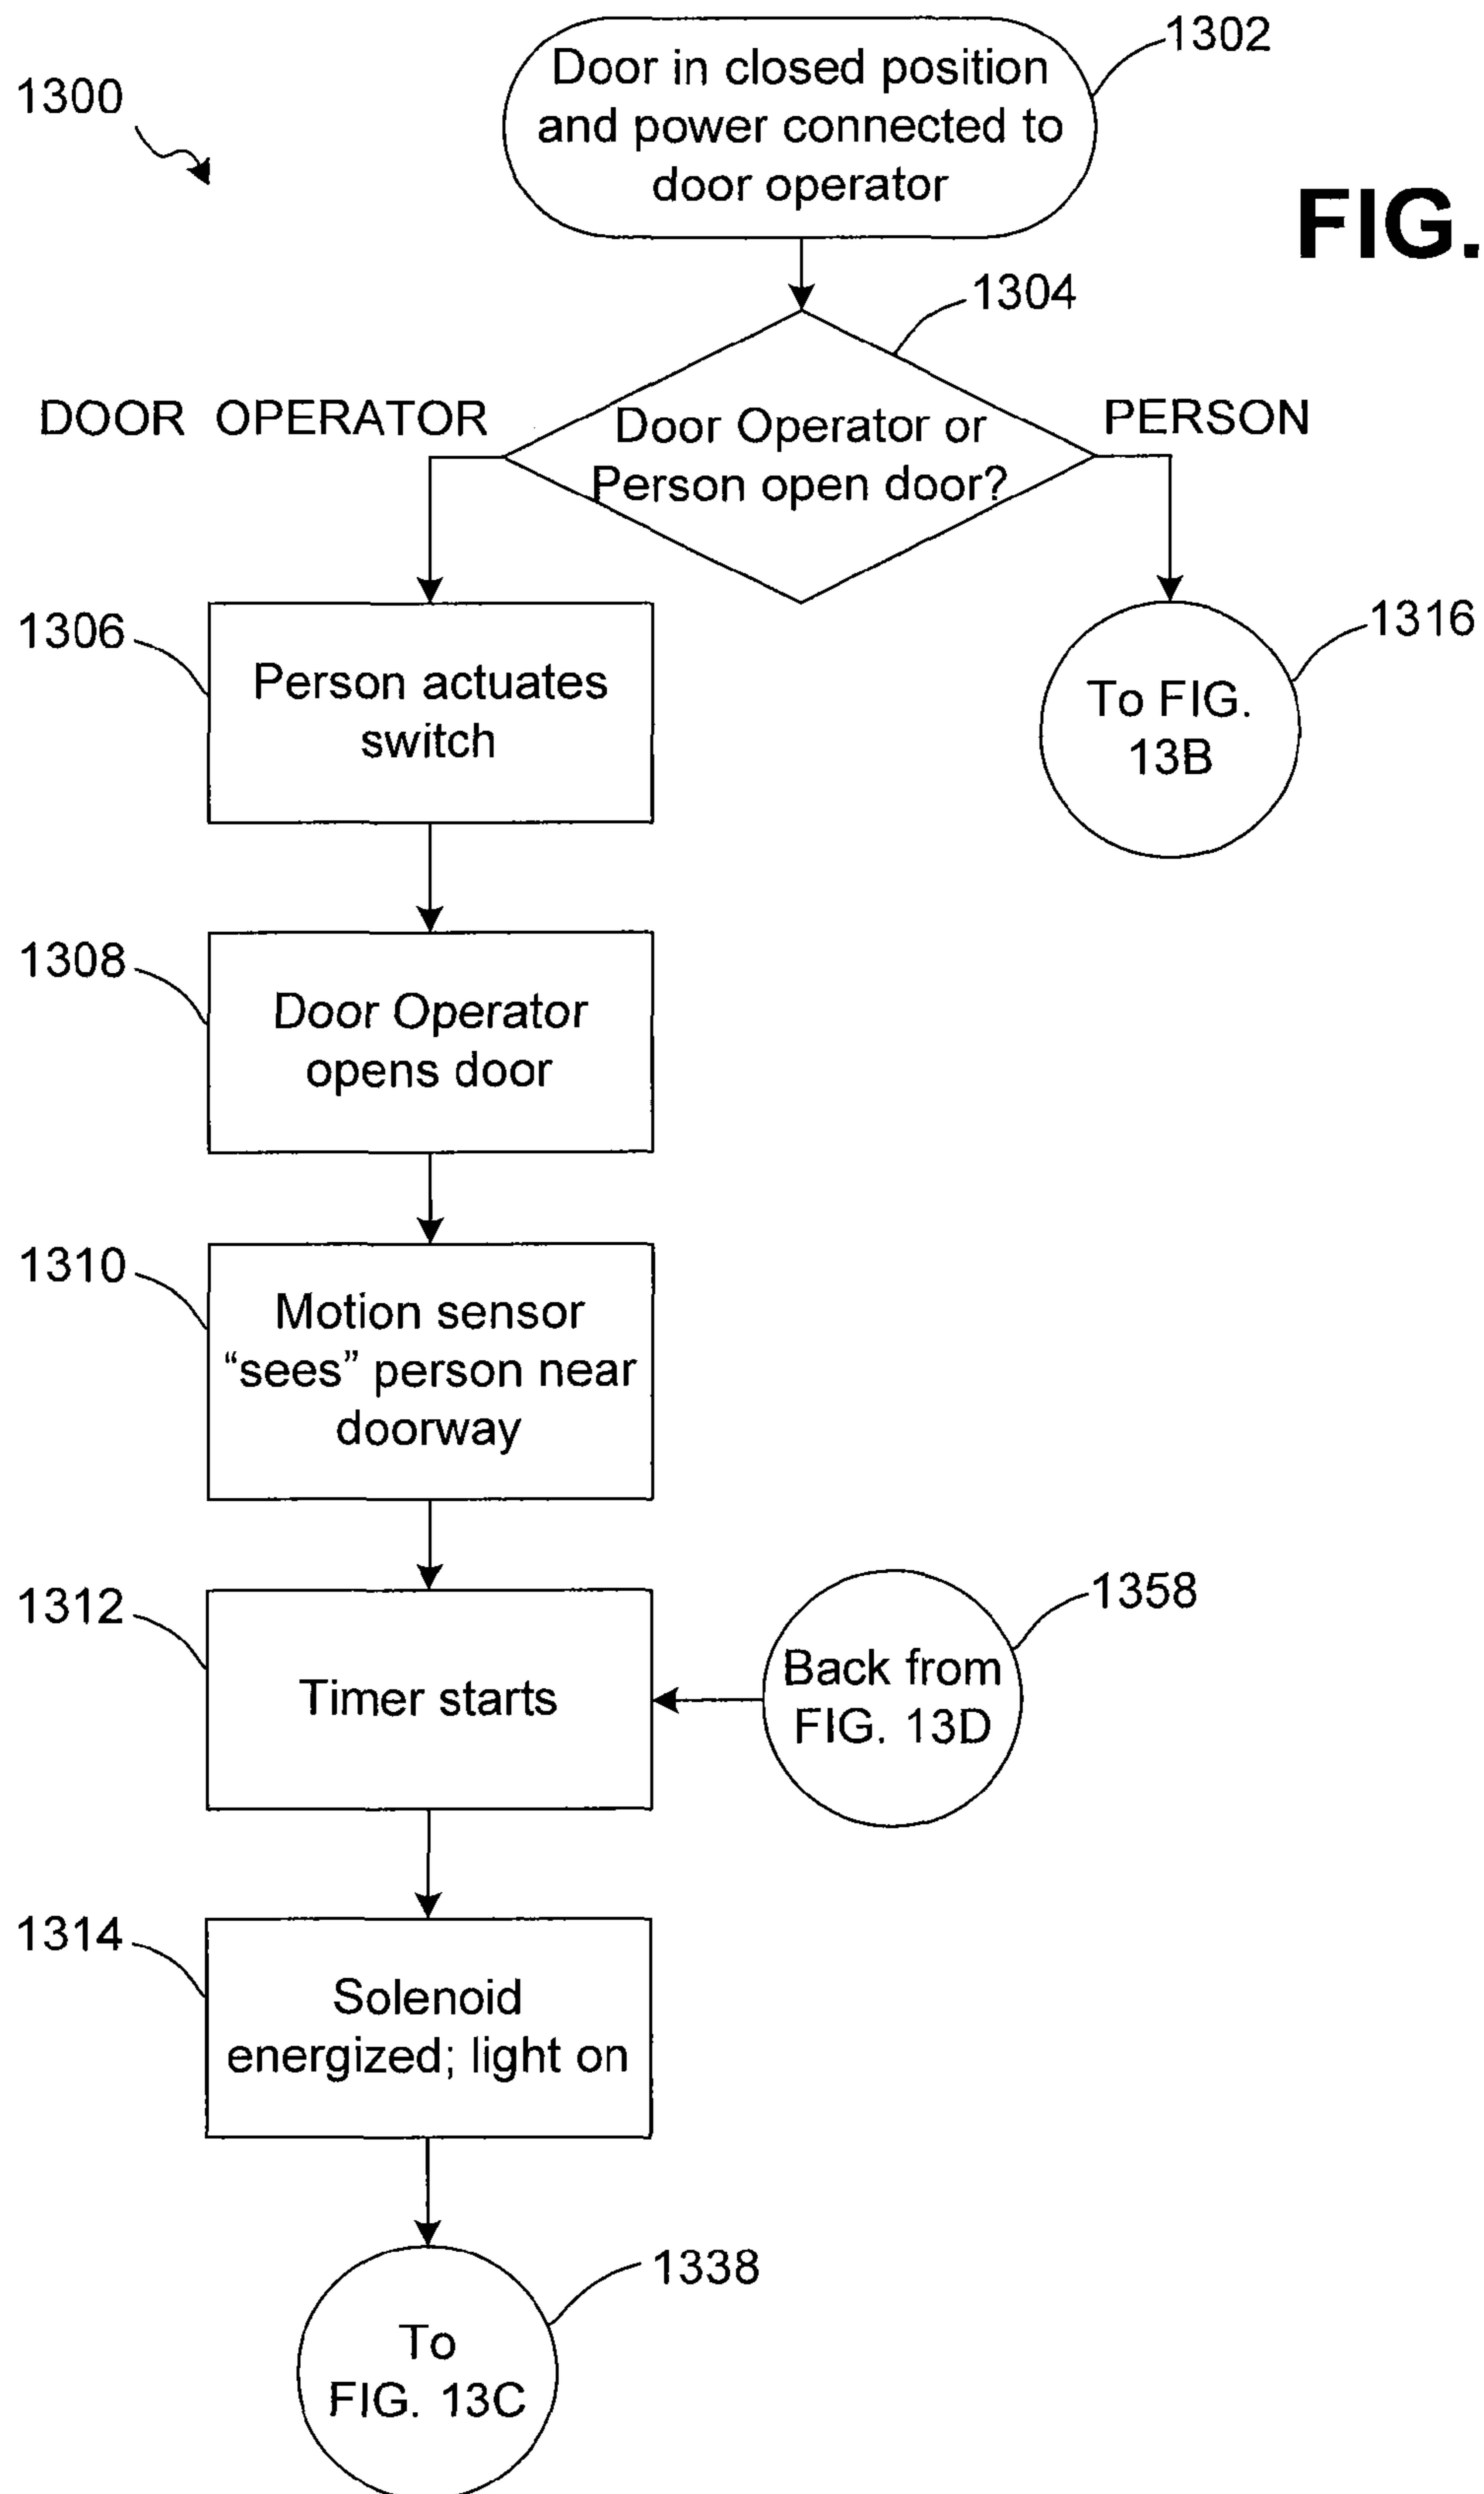 1302
Door in closed position
and power connected to
door operator
1300
FIG.
1304
DOOR OPERATOR
Door Operator or
Person open door?
PERSON
1306
Person actuates
switch
1316
To FIG.
13B
1308
Door Operator
opens door
1310
Motion sensor
“sees” person near
doorway
1312
Timer starts
1358
Back from
FIG. 13D
1314
Solenoid
energized; light on
1338
To
FIG. 13C